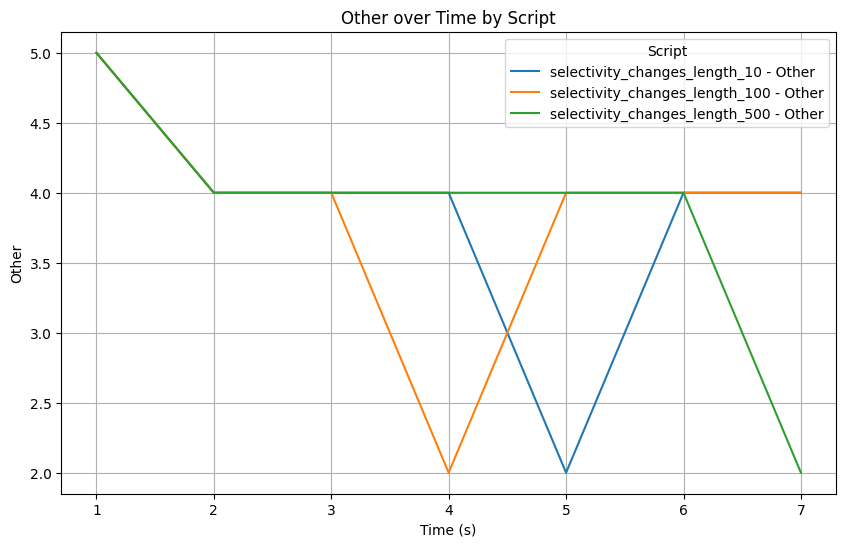 Other over Time by Script
Script
selectivity_changes_length_10 - Other
selectivity_changes_length_100 - Other
selectivity_changes_length_500 - Other
5.0
4.5
4.0
3.5
3.0
2.5
2.0
Other
1 2 3 4 5 6 7
Time (s)